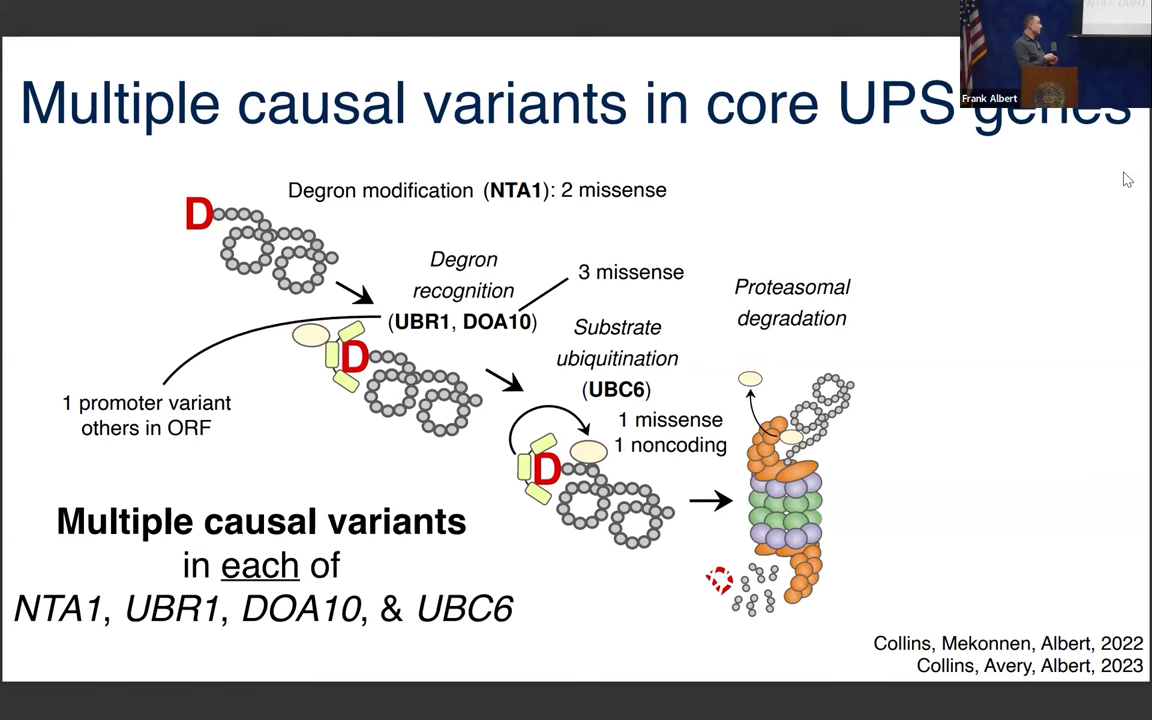 Multiple causal variants in core UPS genes
Frank Albert
Degron modification (NTA1): 2 missense
D
Degron
recognition
(UBR1, DOA10)
3 missense
Substrate
ubiquitination
(UBC6)
1 missense
1 noncoding
Proteasomal
degradation
D
1 promoter variant
others in ORF
D
Multiple causal variants
in each of
NTA1, UBR1, DOA10, & UBC6
Collins, Mekonnen, Albert, 2022
Collins, Avery, Albert, 2023
NTA1, UBR1